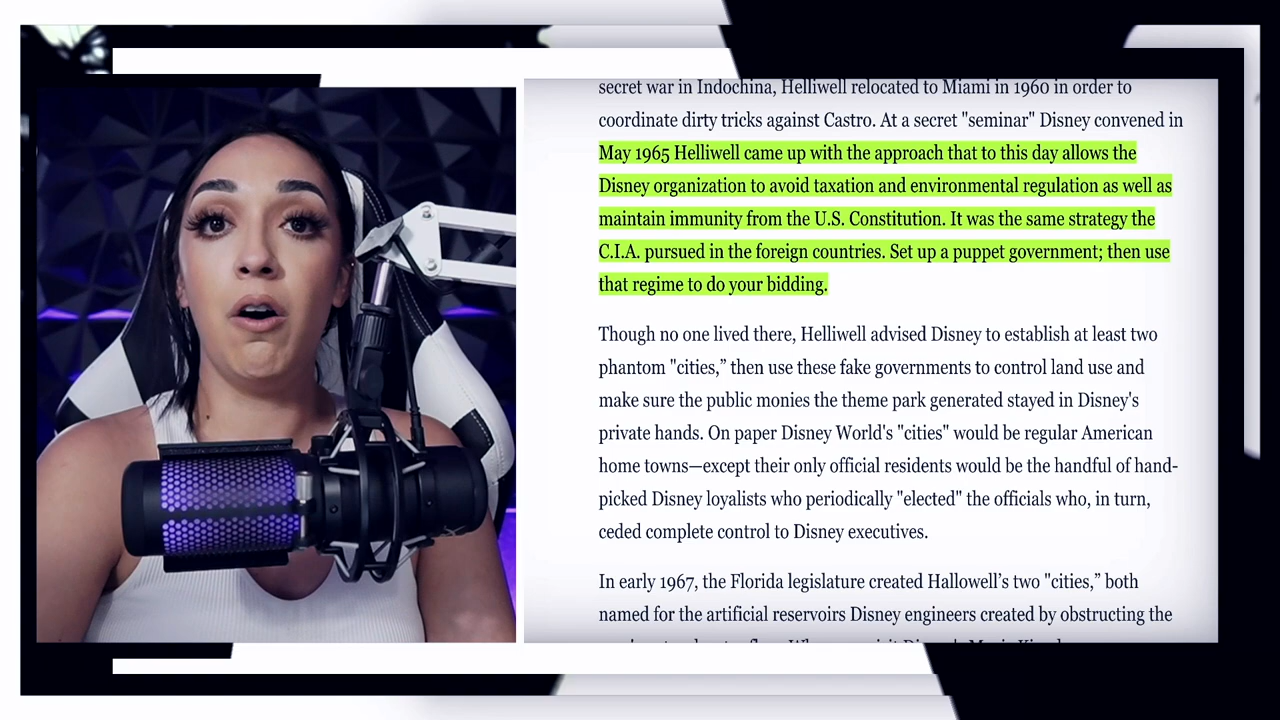 secret war in Indochina, Helliwell relocated to Miami in 1960 in order to
coordinate dirty tricks against Castro. At a secret "seminar" Disney convened in
May 1965 Helliwell came up with the approach that to this day allows the
Disney organization to avoid taxation and environmental regulation as well as
maintain immunity from the U.S. Constitution. It was the same strategy the
C.I.A. pursued in the foreign countries. Set up a puppet government; then use
that regime to do your bidding.
Though no one lived there, Helliwell advised Disney to establish at least two
phantom "cities,” then use these fake governments to control land use and
make sure the public monies the theme park generated stayed in Disney's
private hands. On paper Disney World's "cities" would be regular American
home towns—except their only official residents would be the handful of hand-
picked Disney loyalists who periodically "elected" the officials who, in turn,
ceded complete control to Disney executives.
In early 1967, the Florida legislature created Hallowell’s two "cities,” both
named for the artificial reservoirs Disney engineers created by obstructing the